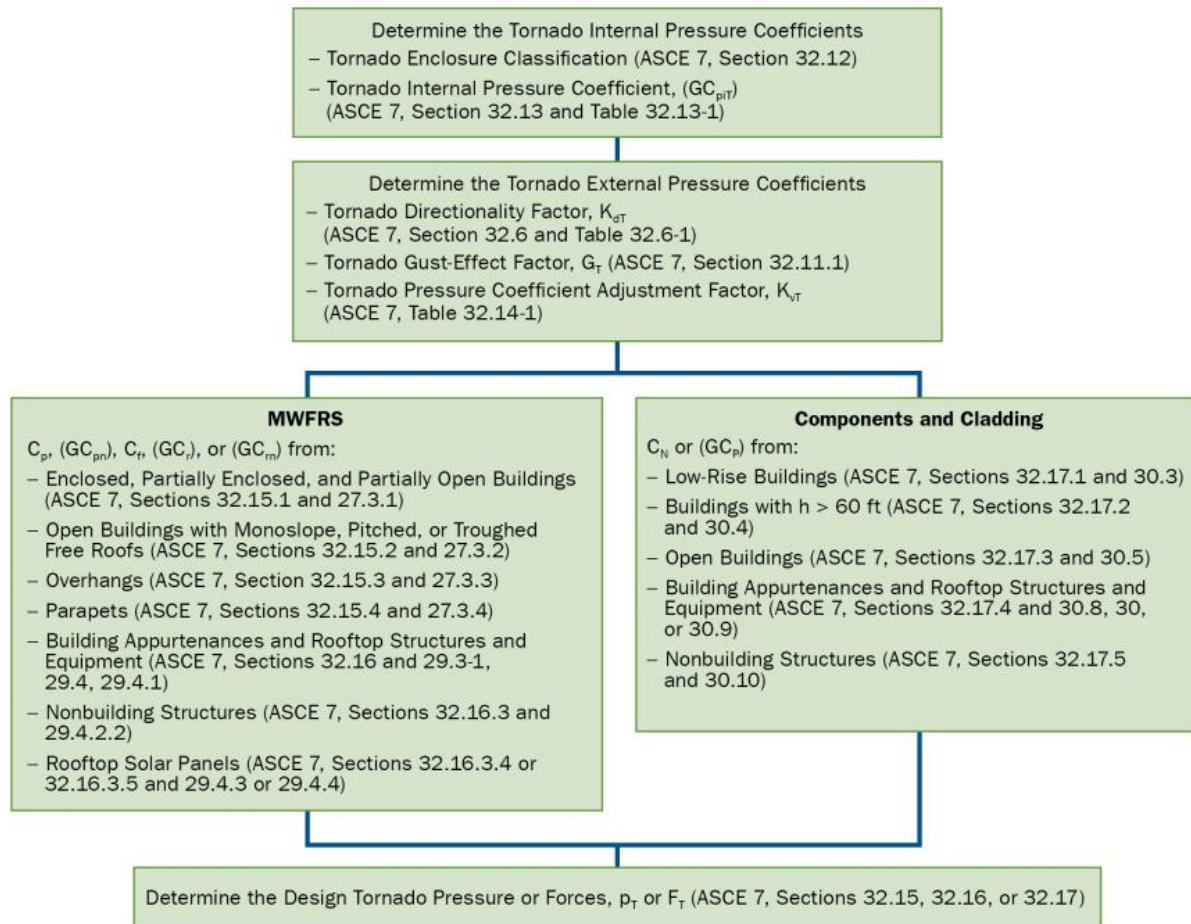 Determine the Tornado Internal Pressure Coefficients
– Tornado Enclosure Classification (ASCE 7, Section 32.12)
– Tornado Internal Pressure Coefficient, (GCpiT)
(ASCE 7, Section 32.13 and Table 32.13-1)
Determine the Tornado External Pressure Coefficients
– Tornado Directionality Factor, KdT
(ASCE 7, Section 32.6 and Table 32.6-1)
– Tornado Gust-Effect Factor, GT (ASCE 7, Section 32.11.1)
– Tornado Pressure Coefficient Adjustment Factor, KvT
(ASCE 7, Table 32.14-1)
MWFRS
Cp, (GCpn), Cf, (GCr), or (GCrn) from:
– Enclosed, Partially Enclosed, and Partially Open Buildings
(ASCE 7, Sections 32.15.1 and 27.3.1)
– Open Buildings with Monoslope, Pitched, or Troughed
Free Roofs (ASCE 7, Sections 32.15.2 and 27.3.2)
– Overhangs (ASCE 7, Section 32.15.3 and 27.3.3)
– Parapets (ASCE 7, Sections 32.15.4 and 27.3.4)
– Building Appurtenances and Rooftop Structures and
Equipment (ASCE 7, Sections 32.16 and 29.3-1,
29.4, 29.4.1)
– Nonbuilding Structures (ASCE 7, Sections 32.16.3 and
29.4.2.2)
– Rooftop Solar Panels (ASCE 7, Sections 32.16.3.4 or
32.16.3.5 and 29.4.3 or 29.4.4)
Components and Cladding
CN or (GCP) from:
– Low-Rise Buildings (ASCE 7, Sections 32.17.1 and 30.3)
– Buildings with h > 60 ft (ASCE 7, Sections 32.17.2
and 30.4)
– Open Buildings (ASCE 7, Sections 32.17.3 and 30.5)
– Building Appurtenances and Rooftop Structures and
Equipment (ASCE 7, Sections 32.17.4 and 30.8, 30,
or 30.9)
– Nonbuilding Structures (ASCE 7, Sections 32.17.5
and 30.10)
Determine the Design Tornado Pressure or Forces, pT or FT (ASCE 7, Sections 32.15, 32.16, or 32.17)